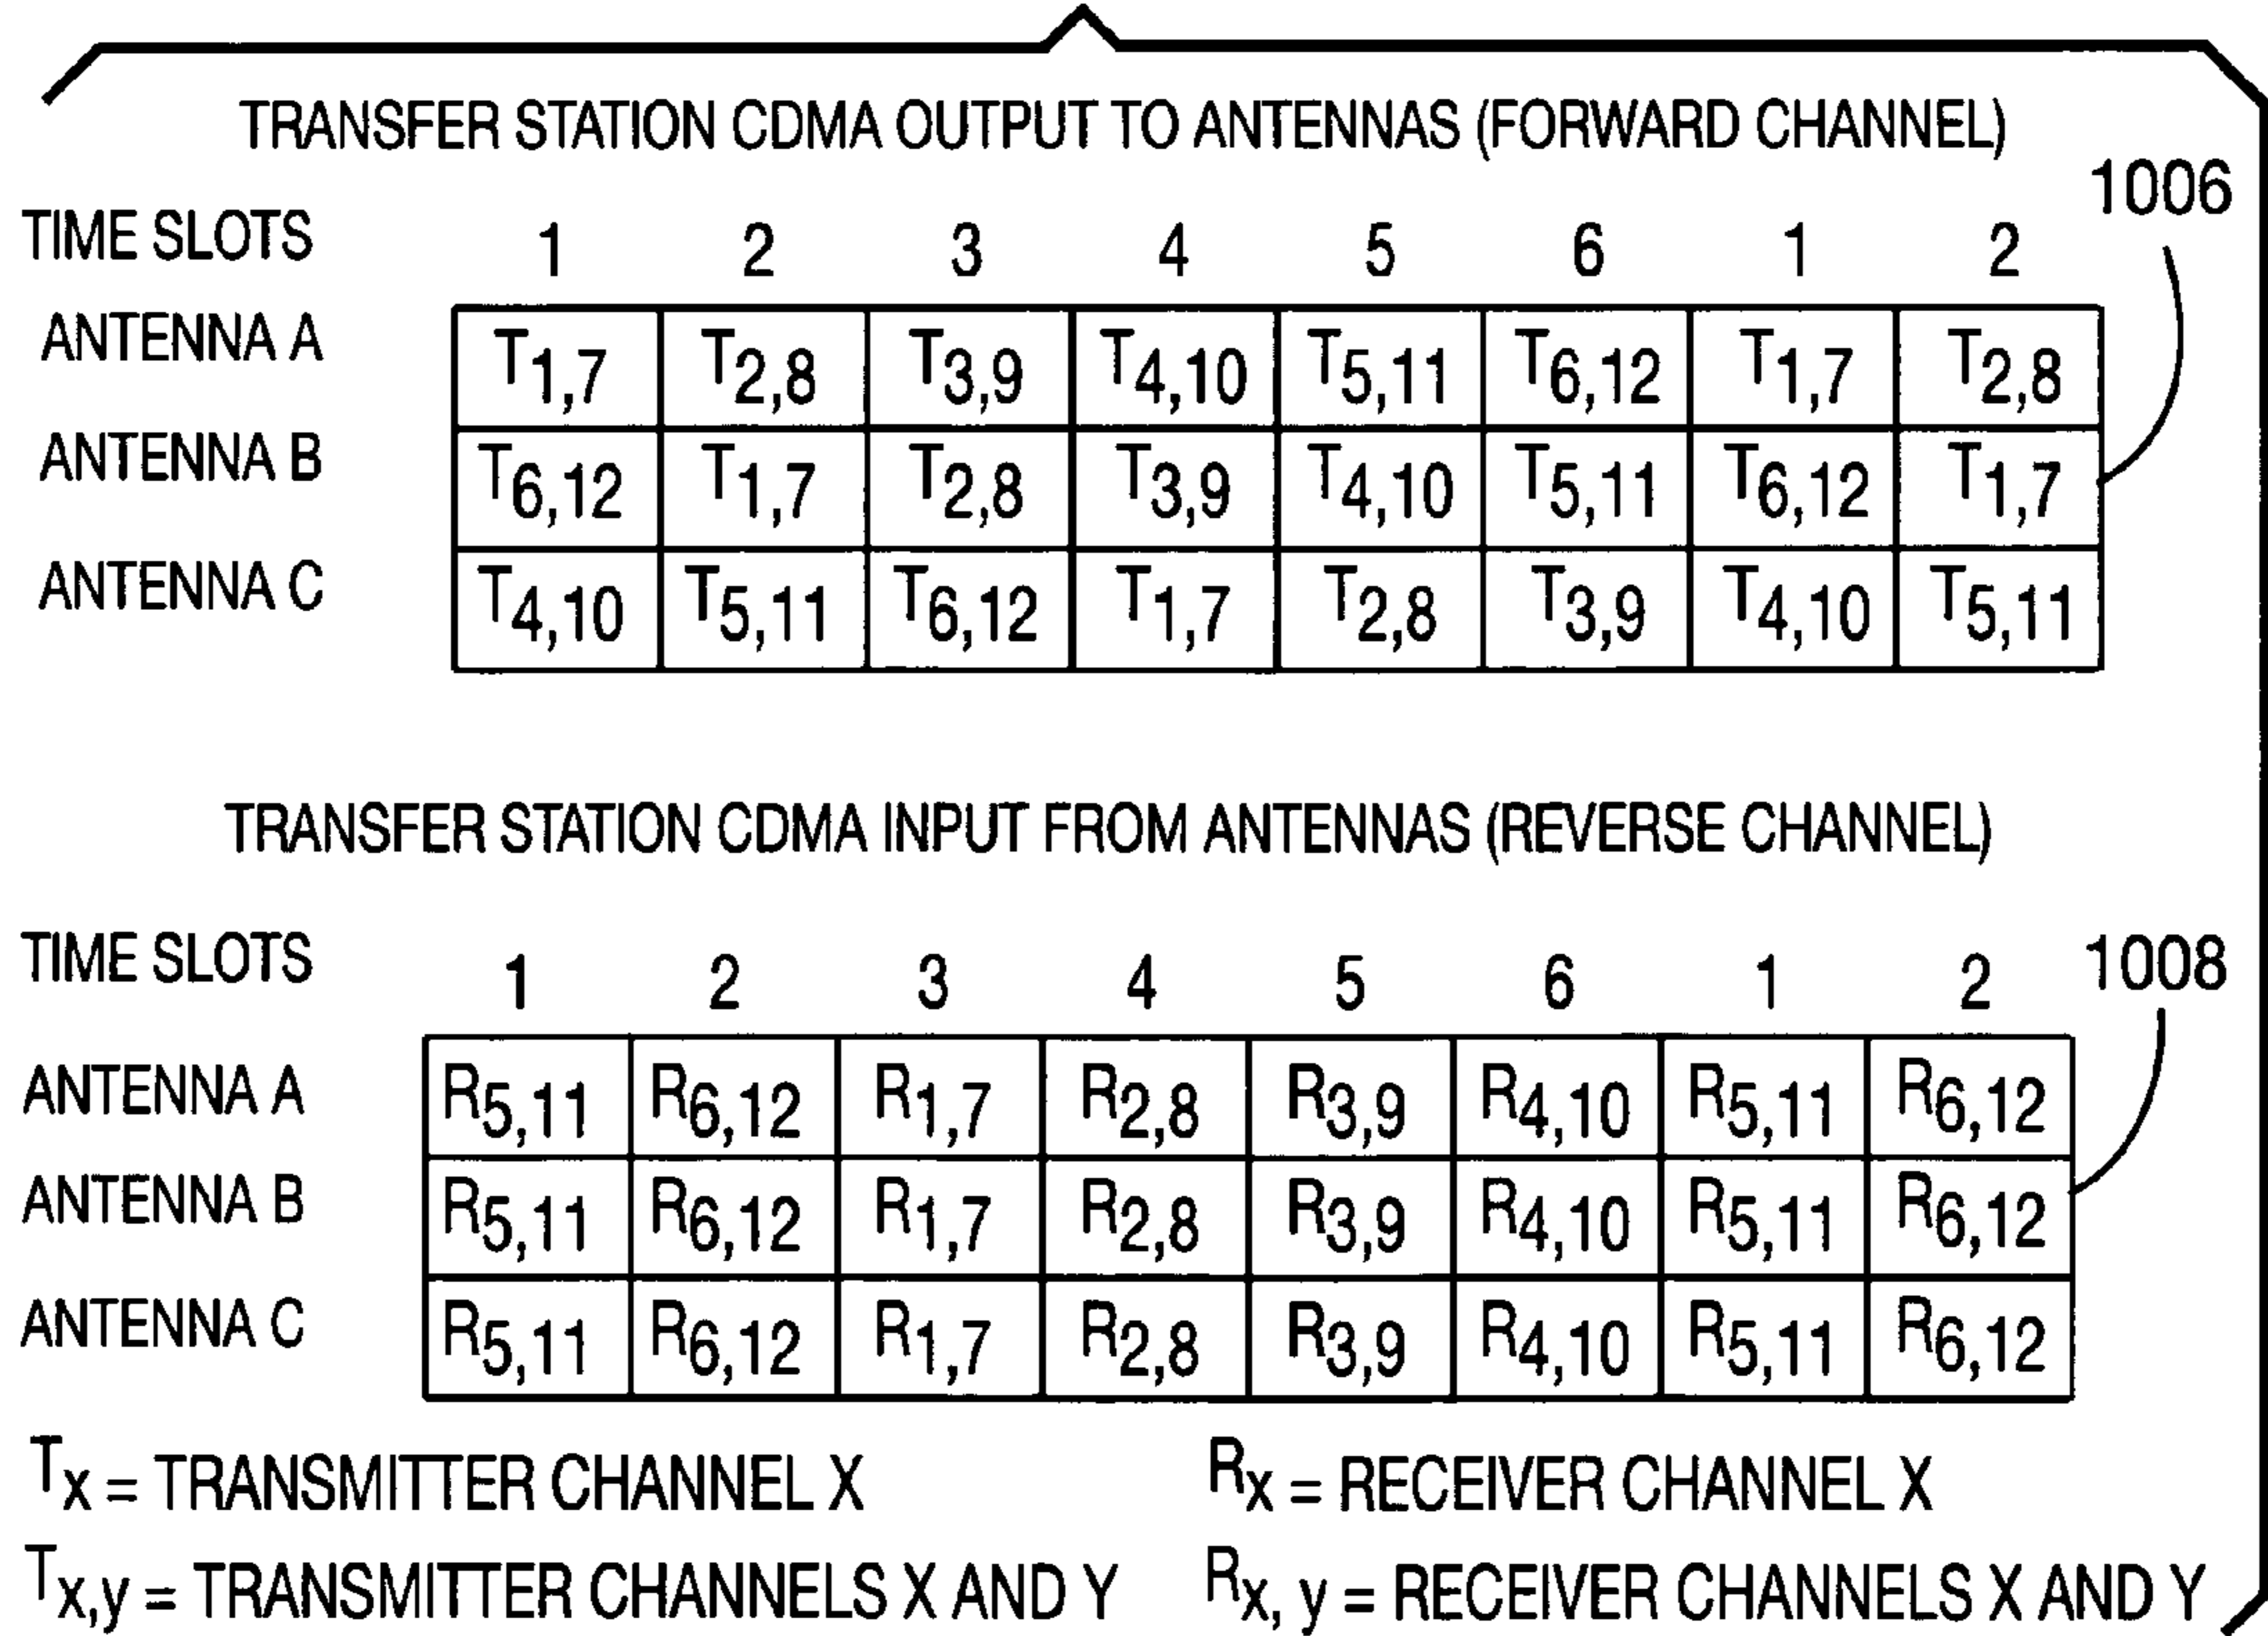 TRANSFER STATION CDMA OUTPUT TO ANTENNAS (FORWARD CHANNEL)
1006
TIME SLOTS 1 2 3 4 5 6 1 2
ANTENNA A T1,7 T2,8 T3,9 T4,10 T5,11 T6,12 T1,7 T2,8
ANTENNA B T6,12 T1,7 T2,8 T3,9 T4,10 T5,11 T6,12 T1,7
ANTENNA C T4,10 T5,11 T6,12 T1,7 T2,8 T3,9 T4,10 T5,11
TRANSFER STATION CDMA INPUT FROM ANTENNAS (REVERSE CHANNEL)
TIME SLOTS 1 2 3 4 5 6 1 2 1008
ANTENNA A R5,11 R6,12 R1,7 R2,8 R3,9 R4,10 R5,11 R6,12
ANTENNA B R5,11 R6,12 R1,7 R2,8 R3,9 R4,10 R5,11 R6,12
ANTENNA C R5,11 R6,12 R1,7 R2,8 R3,9 R4,10 R5,11 R6,12
Tx = TRANSMITTER CHANNEL X Rx = RECEIVER CHANNEL X
Tx,y = TRANSMITTER CHANNELS X AND Y Rx, y = RECEIVER CHANNELS X AND Y